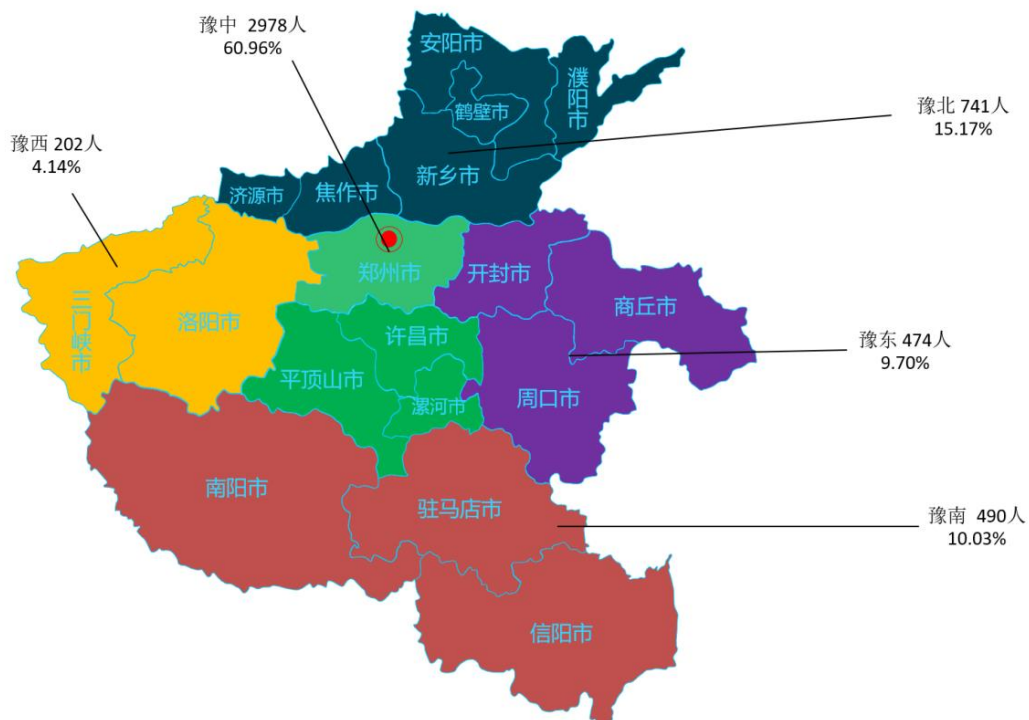 豫中 2978人
60.96%
安阳市
濮阳市
鹤壁市
豫北 741人
15.17%
豫西 202人
4.14%
新乡市
焦作市
济源市
郑州市
开封市
商丘市
三门峡市
洛阳市
许昌市
豫东 474人
9.70%
平顶山市
漯河市
周口市
南阳市
驻马店市
豫南 490人
10.03%
信阳市